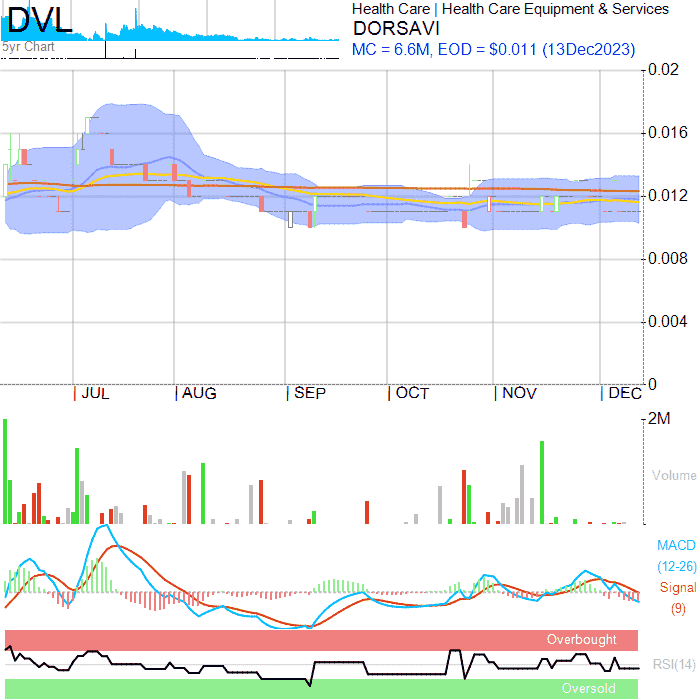 DVL
5yr Chart
Health Care | Health Care Equipment & Services
DORSAVI
MC = 6.6M, EOD = $0.011 (13Dec2023)
0.02
0.016
0.012
0.008
0.004
0
JUL
AUG
SEP
OCT
NOV
DEC
2M
Volume
MACD
(12-26)
Signal
(9)
Overbought
RSI(14)
Oversold